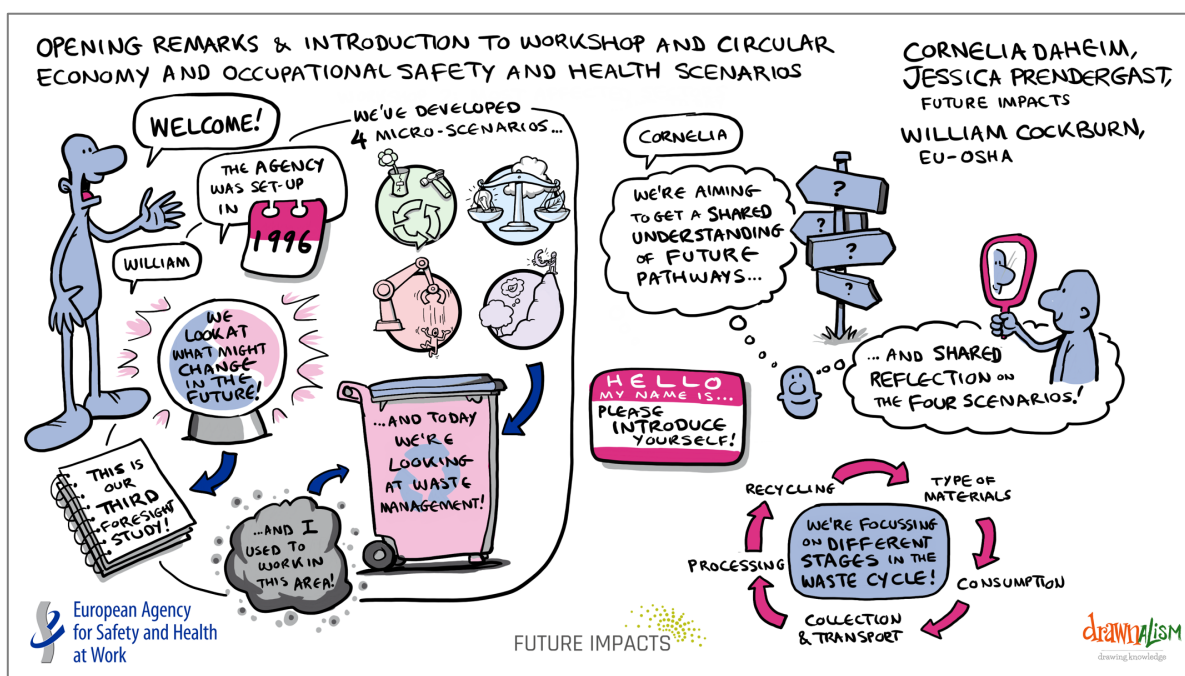 OPENING REMARKS & INTRODUCTION TO WORKSHOP AND CIRCULAR
ECONOMY AND OCCUPATIONAL SAFETY AND HEALTH SCENARIOS
CORNELIA DAHEIM,
JESSICA PRENDERGAST,
FUTURE IMPACTS
WILLIAM COCKBURN,
EU-OSHA
WELCOME!
THE AGENCY
WAS SET-UP
IN
1996
WILLIAM
WE'VE DEVELOPED
4 MICRO-SCENARIOS...
WE
LOOK AT
WHAT MIGHT
CHANGE
IN THE
FUTURE!
THIS IS
OUR
THIRD
FORESIGHT
STUDY!
...AND I
USED TO
WORK IN
THIS AREA!
...AND TODAY
WE'RE
LOOKING
AT WASTE
MANAGEMENT!
CORNELIA
WE'RE AIMING
TO GET A SHARED
UNDERSTANDING
OF FUTURE
PATHWAYS...
?
?
?
?
... AND SHARED
REFLECTION ON
THE FOUR SCENARIOS!
HELLO
MY NAME IS...
PLEASE
INTRODUCE
YOURSELF!
RECYCLING
TYPE OF
MATERIALS
WE'RE FOCUSSING
ON DIFFERENT
STAGES IN THE
WASTE CYCLE!
PROCESSING
CONSUMPTION
COLLECTION
& TRANSPORT
European Agency
for Safety and Health
at Work
FUTURE IMPACTS
drawnalism
drawing knowledge